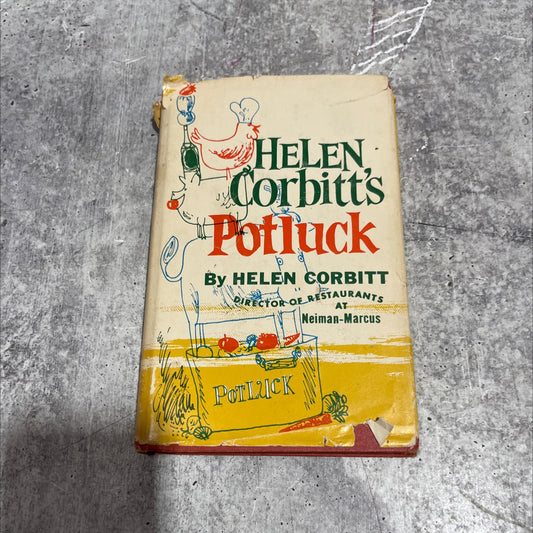 HELEN
Corbitt's
Potluck
By HELEN CORBITT
DIRECTOR OF RESTAURANTS
AT
Neiman-Marcus
POTLUCK